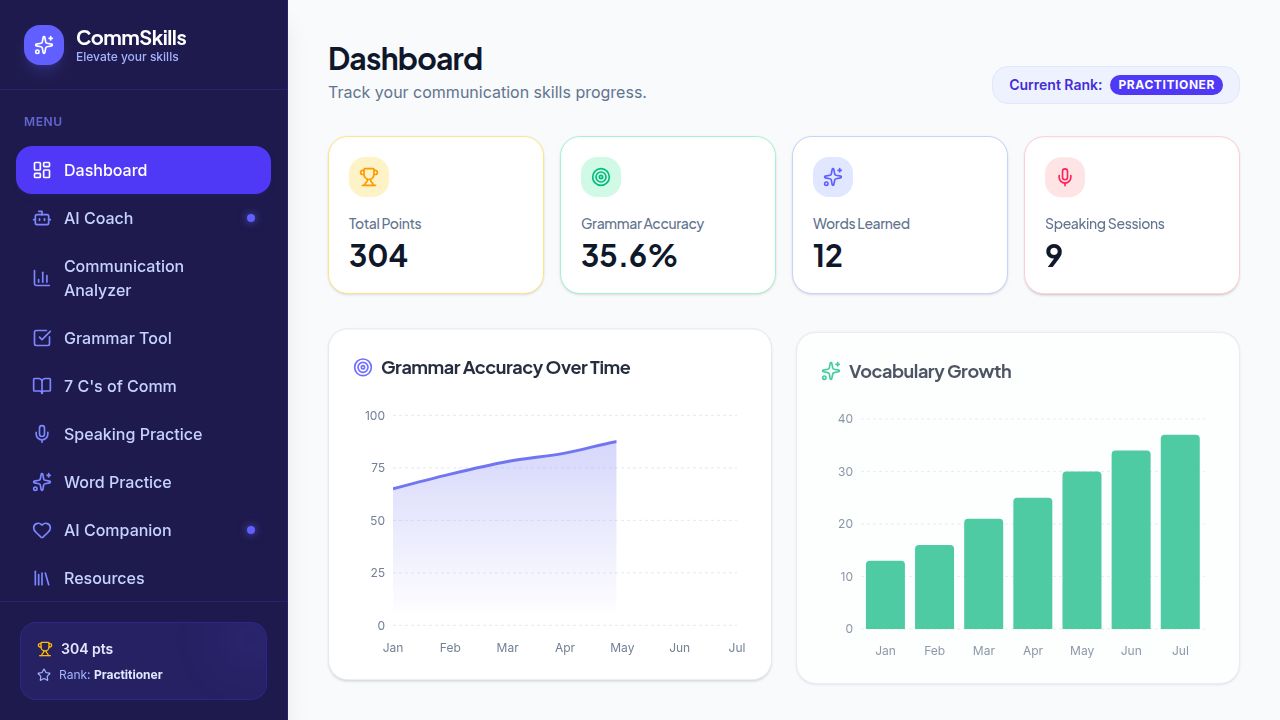 CommSkills
Elevate your skills
MENU
Dashboard
AI Coach
Communication
Analyzer
Grammar Tool
7 C's of Comm
Speaking Practice
Word Practice
AI Companion
Resources
304 pts
Rank: Practitioner
Dashboard
Track your communication skills progress.
Current Rank: PRACTITIONER
Total Points
304
Grammar Accuracy
35.6%
Words Learned
12
Speaking Sessions
9
Grammar Accuracy Over Time
100
75
50
25
0
Jan Feb Mar Apr May Jun Jul
Vocabulary Growth
40
30
20
10
0
Jan Feb Mar Apr May Jun Jul